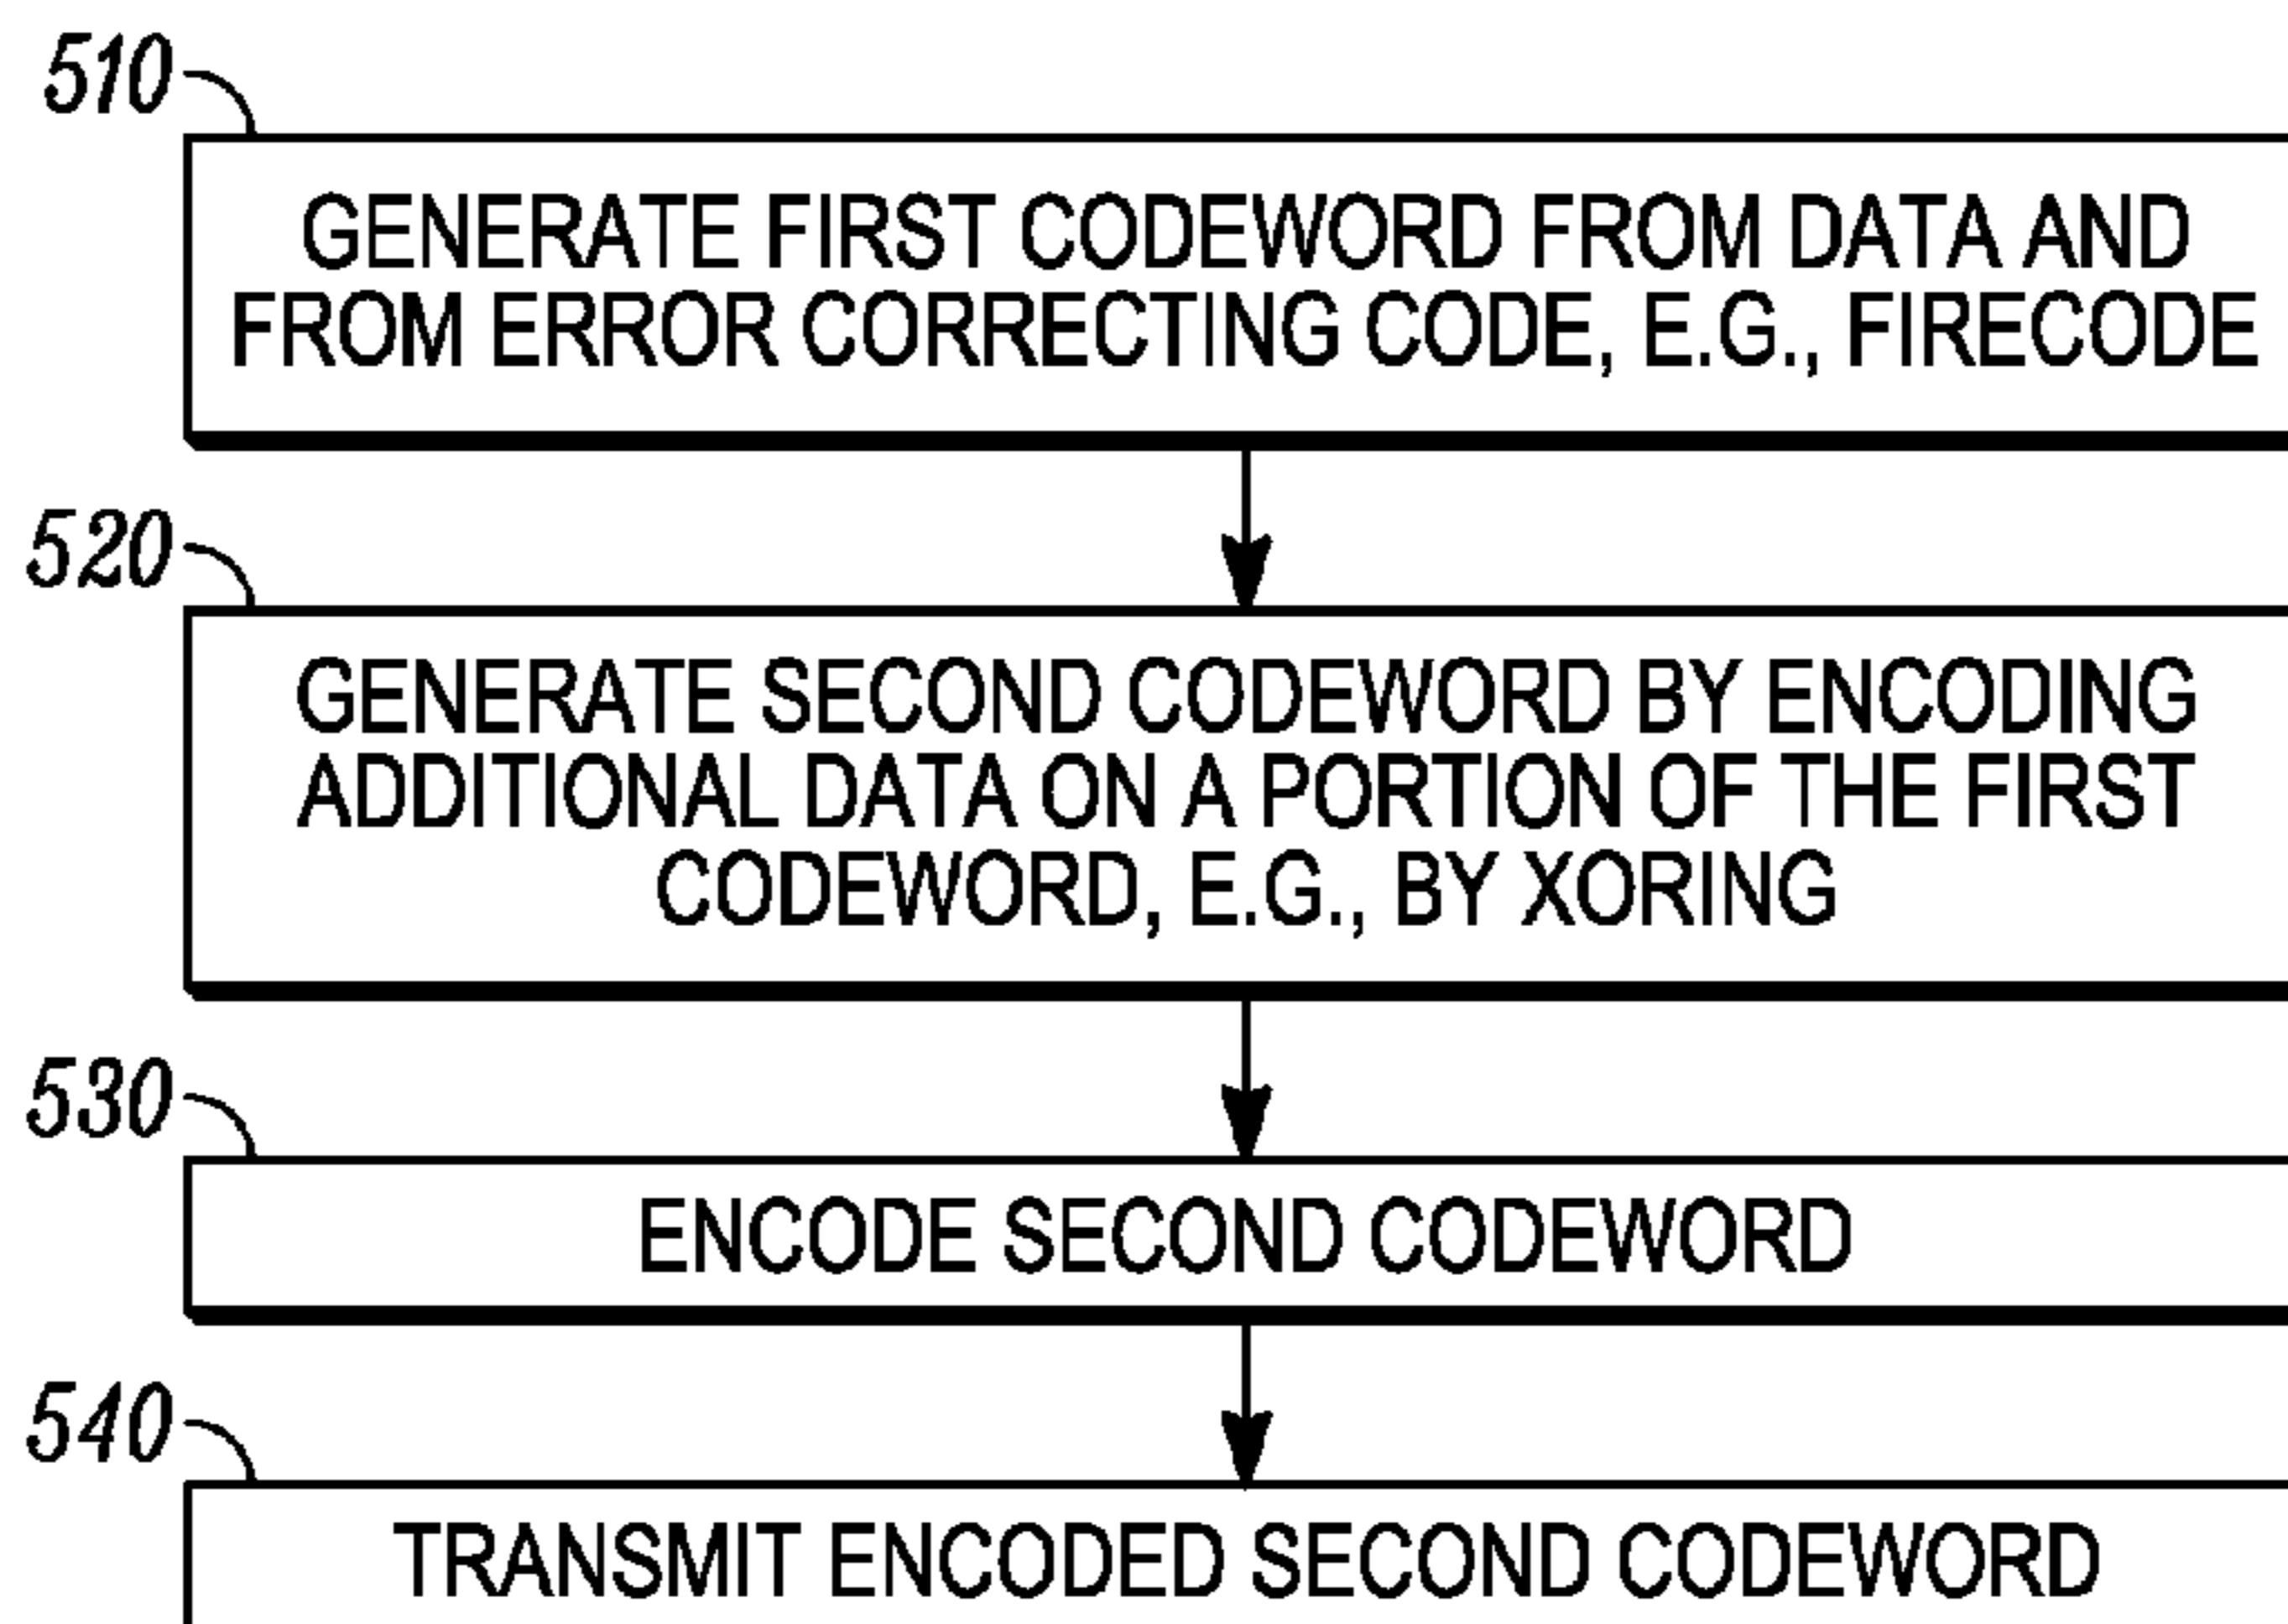 510
GENERATE FIRST CODEWORD FROM DATA AND
FROM ERROR CORRECTING CODE, E.G., FIRECODE
520
GENERATE SECOND CODEWORD BY ENCODING
ADDITIONAL DATA ON A PORTION OF THE FIRST
CODEWORD, E.G., BY XORING
530
ENCODE SECOND CODEWORD
540
TRANSMIT ENCODED SECOND CODEWORD